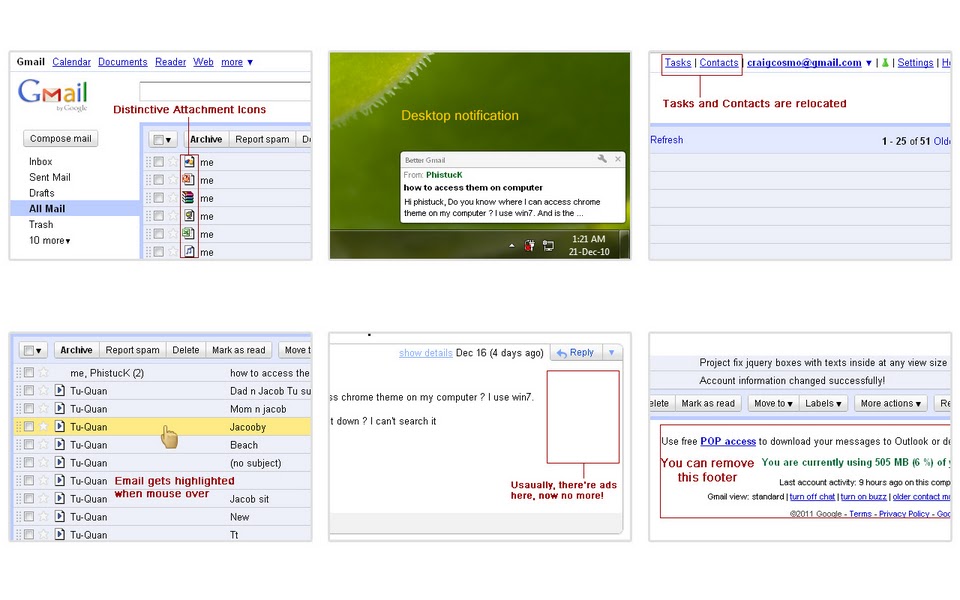 Gmail Calendar Documents Reader Web more ▾
Gmail
by Google
Distinctive Attachment Icons
Compose mail
Archive Report spam
Inbox
Sent Mail
Drafts
All Mail
Trash
10 more▾
me
me
me
me
me
me
Desktop notification
Better Gmail
From: PhistucK
how to access them on computer
Hi phistuck, Do you know where I can access chrome
theme on my computer ? I use win7. And is the ...
1:21 AM
21-Dec-10
Tasks | Contacts | craigcosmo@gmail.com ▾ | | Settings | H
Tasks and Contacts are relocated
Refresh 1 - 25 of 51 Olde
Archive Report spam Delete Mark as read Move t
me, PhistucK (2) how to access the
Tu-Quan Dad n Jacob Tu su
Tu-Quan Mom n jacob
Tu-Quan Jacooby
Tu-Quan Beach
Tu-Quan (no subject)
Tu-Quan
Email gets highlighted
when mouse over
Tu-Quan Jacob sit
Tu-Quan New
Tu-Quan Tt
show details Dec 16 (4 days ago) Reply ▾
ss chrome theme on my computer ? I use win7.
t down ? I can't search it
Usaually, there're ads
here, now no more!
Project fix jquery boxes with texts inside at any view size
Account information changed successfully!
elete Mark as read Move to ▾ Labels ▾ More actions ▾ Re
Use free POP access to download your messages to Outlook or de
You can remove
this footer
You are currently using 505 MB (6 %) of y
Last account activity: 9 hours ago on this comp
Gmail view: standard | turn off chat | turn on buzz | older contact m
©2011 Google - Terms - Privacy Policy - Goo